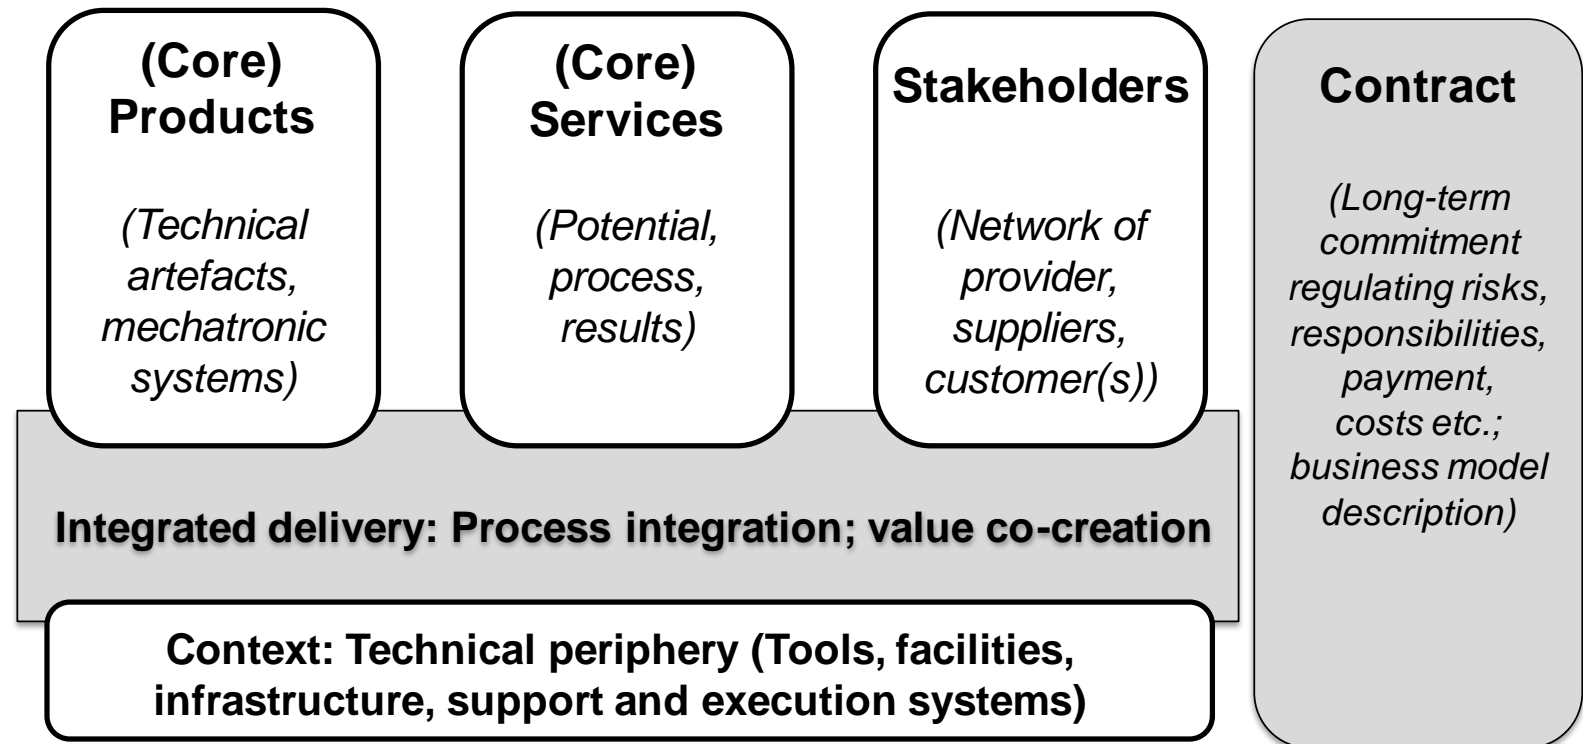 (Core)
Products
(Technical
artefacts,
mechatronic
systems)
(Core)
Services
(Potential,
process,
results)
Stakeholders
(Network of
provider,
suppliers,
customer(s))
Contract
(Long-term
commitment
regulating risks,
responsibilities,
payment,
costs etc.;
business model
description)
Integrated delivery: Process integration; value co-creation
Context: Technical periphery (Tools, facilities,
infrastructure, support and execution systems)